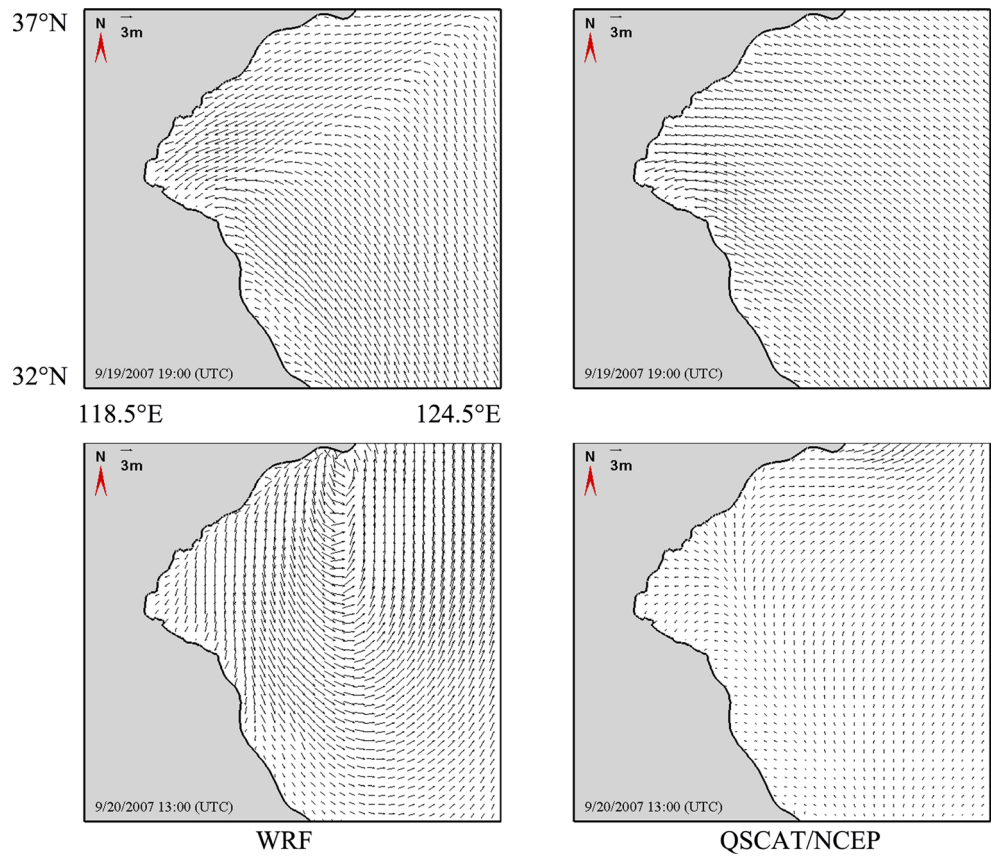 37°N
N
3m
N
3m
32°N
9/19/2007 19:00 (UTC)
9/19/2007 19:00 (UTC)
118.5°E
124.5°E
N
3m
N
3m
9/20/2007 13:00 (UTC)
9/20/2007 13:00 (UTC)
WRF
QSCAT/NCEP